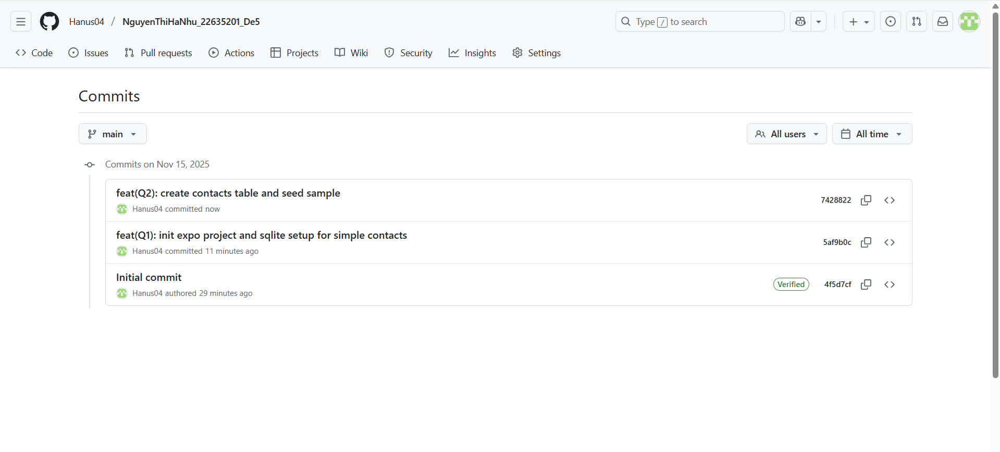 Hanus04 / NguyenThiHaNhu_22635201_De5
Type / to search
Code Issues Pull requests Actions Projects Wiki Security Insights Settings
Commits
main
All users
All time
Commits on Nov 15, 2025
feat(Q2): create contacts table and seed sample
Hanus04 committed now
7428822
feat(Q1): init expo project and sqlite setup for simple contacts
Hanus04 committed 11 minutes ago
5af9b0c
Initial commit
Hanus04 authored 29 minutes ago
Verified
4f5d7cf